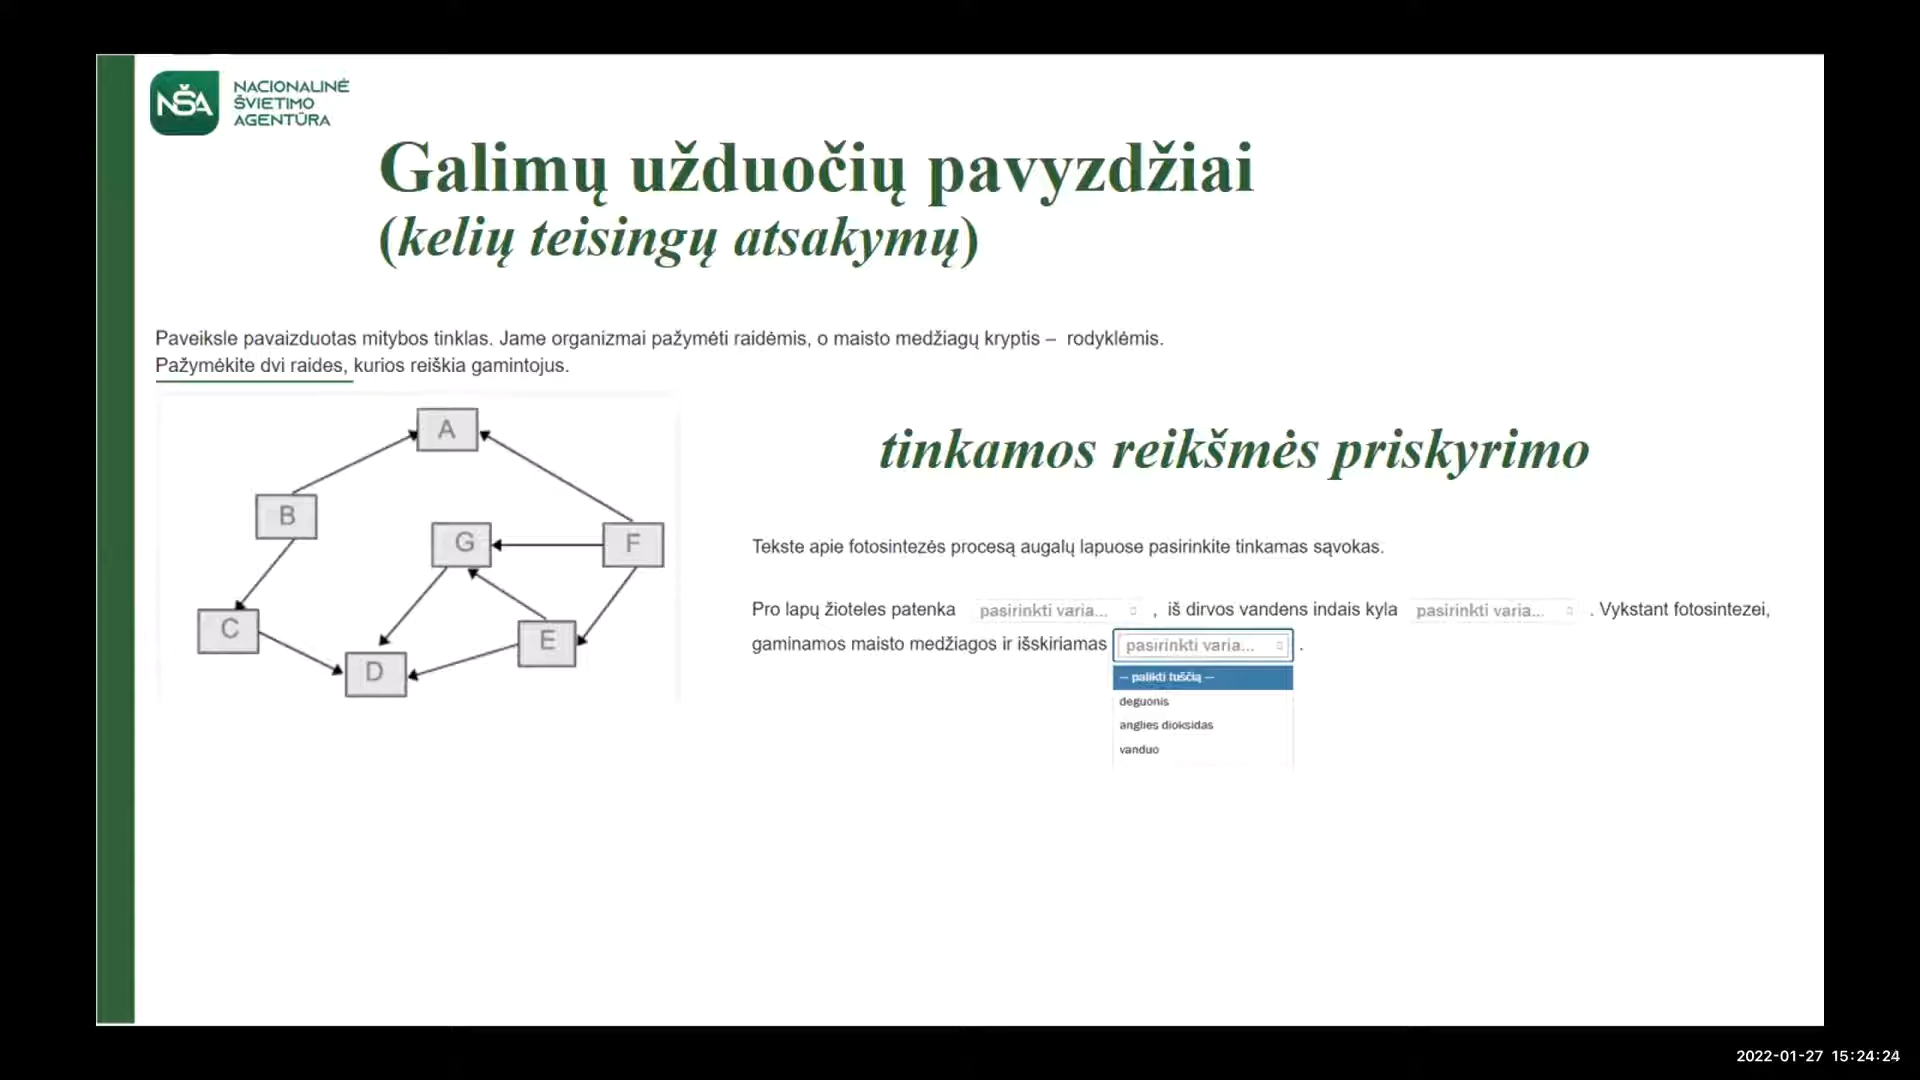 NŠA
NACIONALINĖ
ŠVIETIMO
AGENTŪRA
Galimų užduočių pavyzdžiai
(kelių teisingų atsakymų)
Paveiksle pavaizduotas mitybos tinklas. Jame organizmai pažymėti raidėmis, o maisto medžiagų kryptis – rodyklėmis.
Pažymėkite dvi raides, kurios reiškia gamintojus.
A
B
G
F
C
E
D
tinkamos reikšmės priskyrimo
Tekste apie fotosintezės procesą augalų lapuose pasirinkite tinkamas sąvokas.
Pro lapų žioteles patenka pasirinkti varia... , iš dirvos vandens indais kyla pasirinkti varia... . Vykstant fotosintezei,
gaminamos maisto medžiagos ir išskiriamas pasirinkti varia... .
-- palikti tuščią --
deguonis
anglies dioksidas
vanduo
2022-01-27 15:24:24